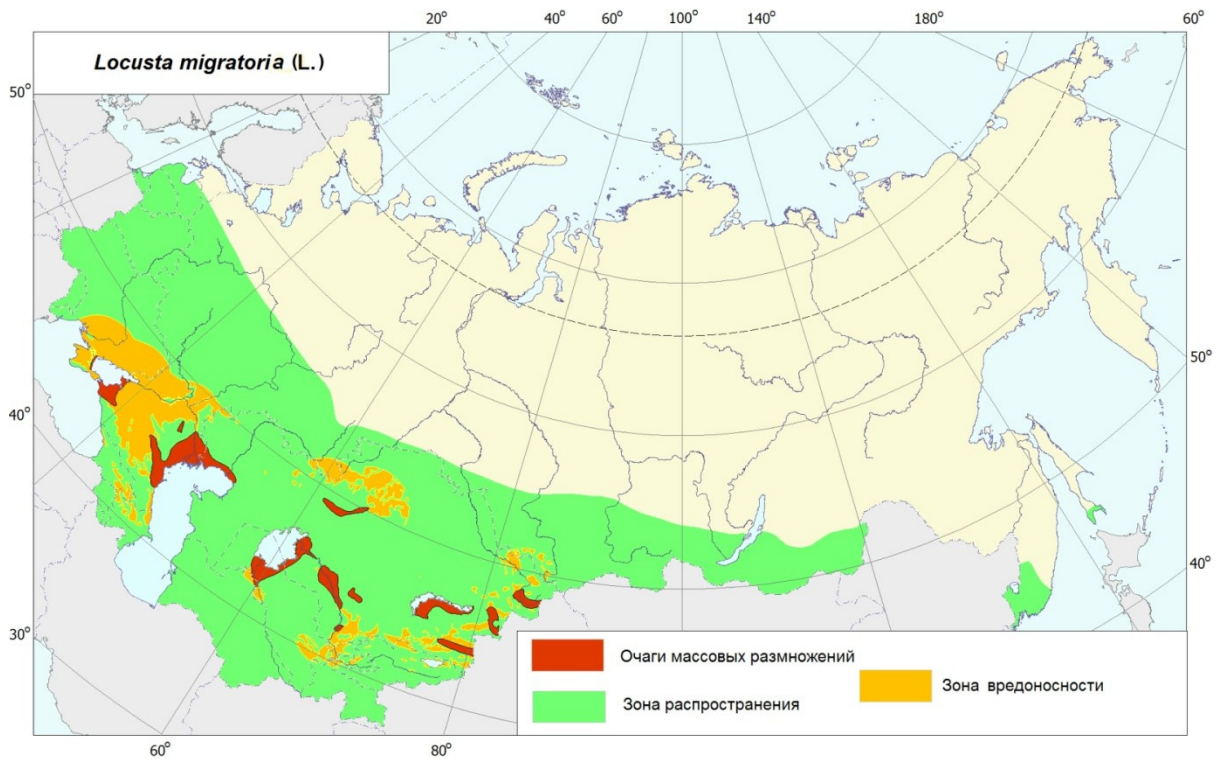 20° 40° 60° 100° 140° 180° 60°
Locusta migratoria (L.)
50°
50°
40°
40°
30°
Очаги массовых размножений
Зона вредоносности
Зона распространения
60° 80°